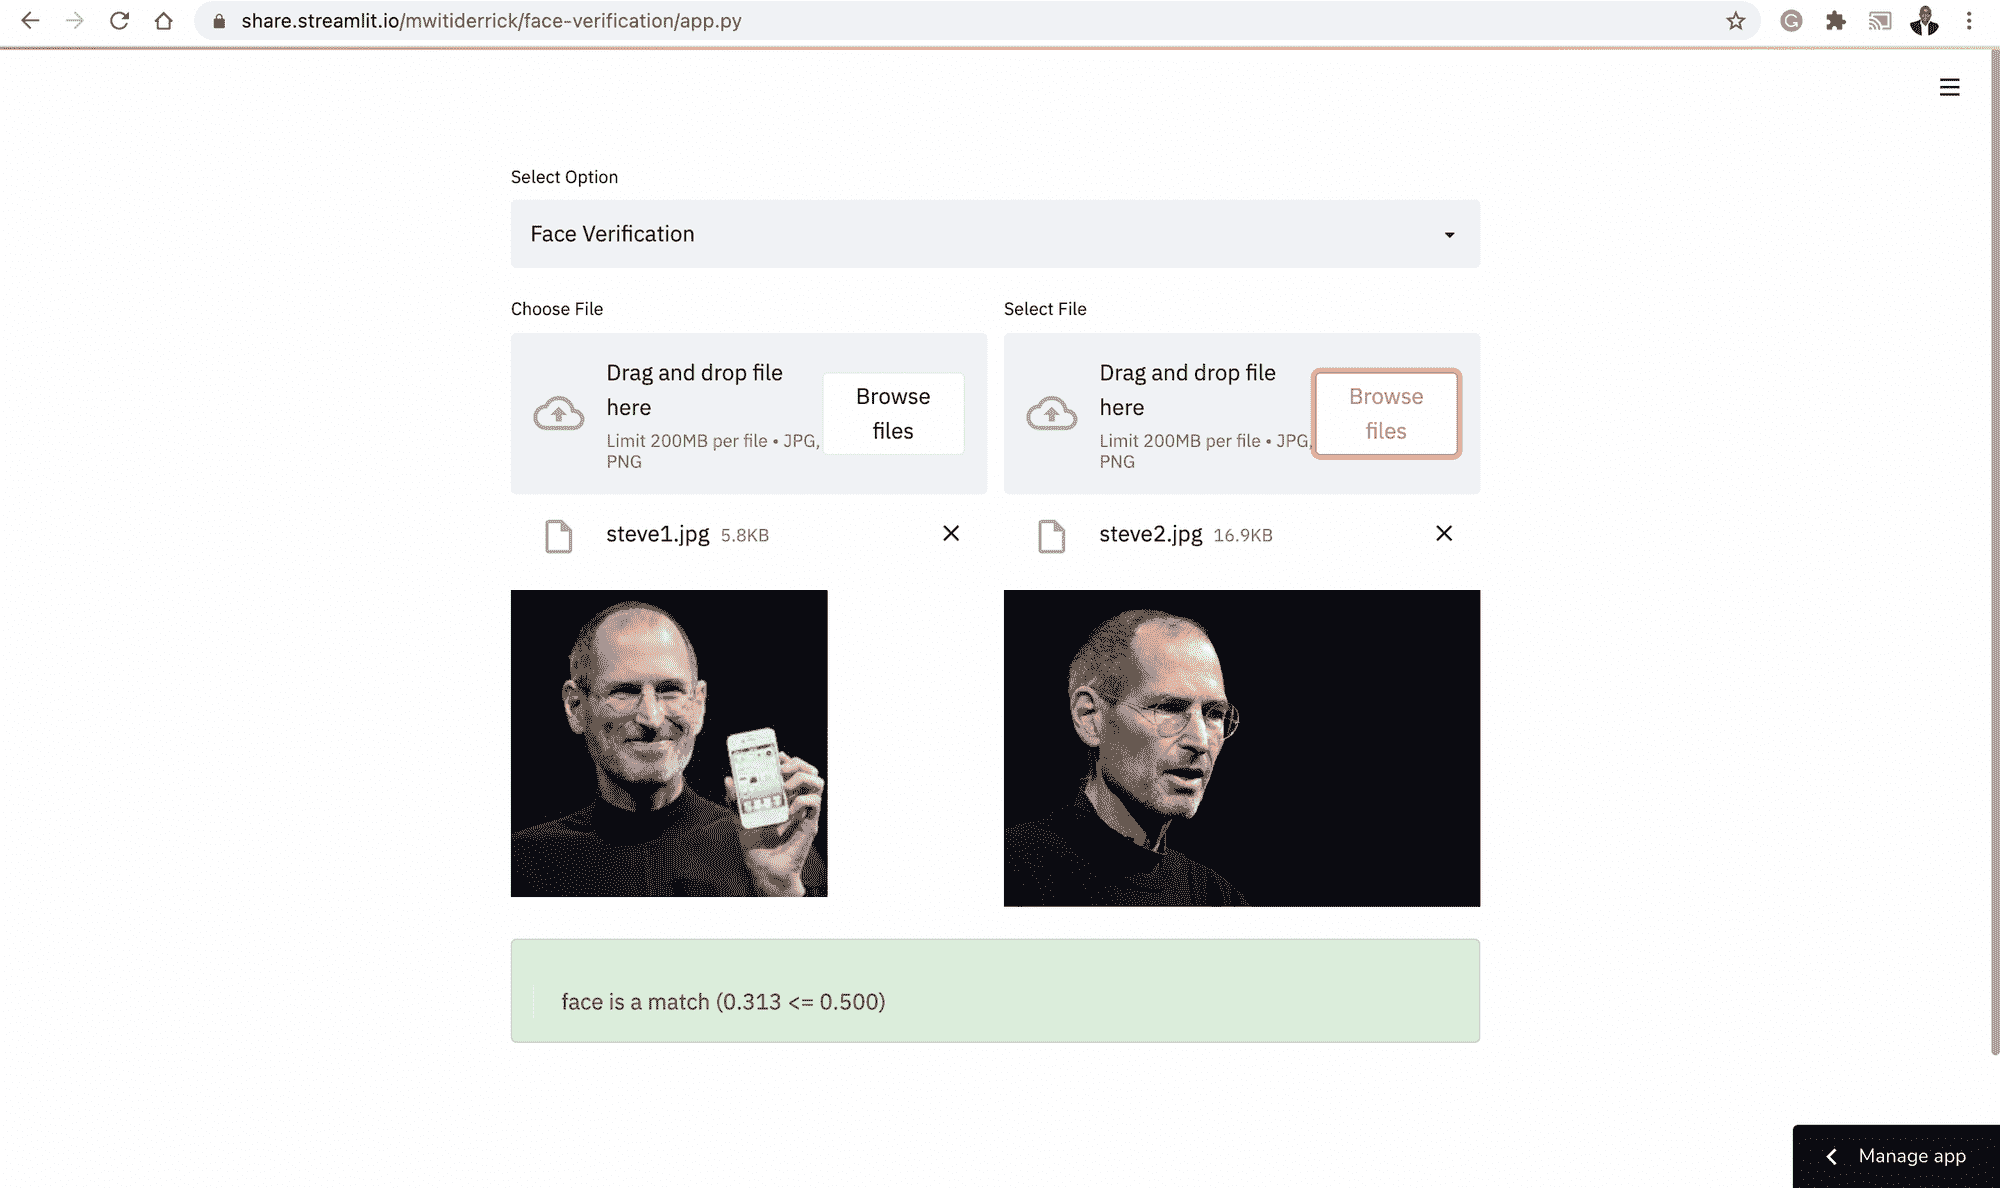 share.streamlit.io/mwitiderrick/face-verification/app.py
Select Option
Face Verification
Choose File
Drag and drop file
here
Limit 200MB per file • JPG,
PNG
Browse
files
steve1.jpg 5.8KB
Select File
Drag and drop file
here
Limit 200MB per file • JPG,
PNG
Browse
files
steve2.jpg 16.9KB
face is a match (0.313 <= 0.500)
Manage app